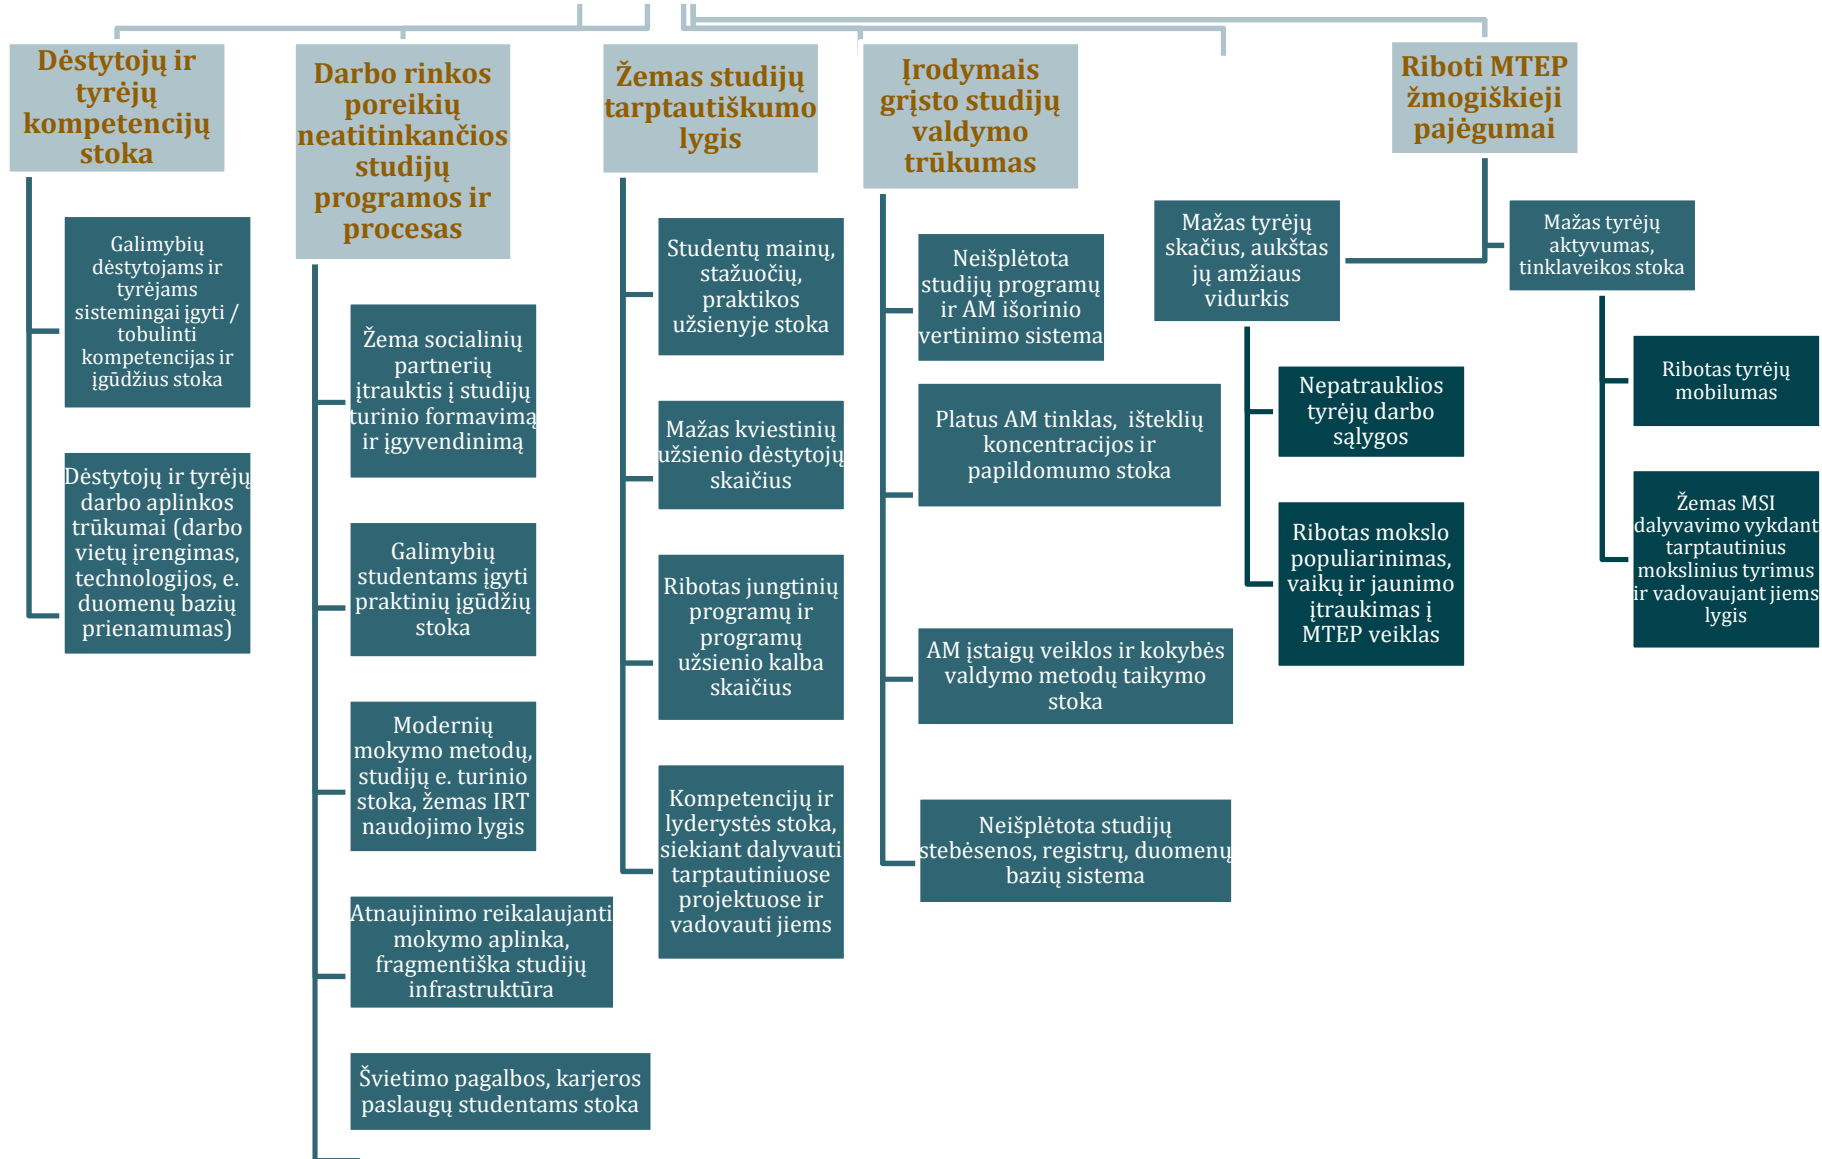 Dėstytojų ir
tyrėjų
kompetencijų
stoka
Galimybių
dėstytojams ir
tyrėjams
sistemingai įgyti /
tobulinti
kompetencijas ir
įgūdžius stoka
Dėstytojų ir tyrėjų
darbo aplinkos
trūkumai (darbo
vietų įrengimas,
technologijos, e.
duomenų bazių
prienamumas)
Darbo rinkos
poreikių
neatitinkančios
studijų
programos ir
procesas
Žema socialinių
partnerių
įtrauktis į studijų
turinio formavimą
ir įgyvendinimą
Galimybių
studentams įgyti
praktinių įgūdžių
stoka
Modernių
mokymo metodų,
studijų e. turinio
stoka, žemas IRT
naudojimo lygis
Atnaujinimo reikalaujanti
mokymo aplinka,
fragmentiška studijų
infrastruktūra
Švietimo pagalbos, karjeros
paslaugų studentams stoka
Žemas studijų
tarptautiškumo
lygis
Studentų mainų,
stažuočių,
praktikos
užsienyje stoka
Mažas kviestinių
užsienio dėstytojų
skaičius
Ribotas jungtinių
programų ir
programų
užsienio kalba
skaičius
Kompetencijų ir
lyderystės stoka,
siekiant dalyvauti
tarptautiniuose
projektuose ir
vadovauti jiems
Įrodymais
grįsto studijų
valdymo
trūkumas
Neišplėtota
studijų programų
ir AM išorinio
vertinimo sistema
Platus AM tinklas, išteklių
koncentracijos ir
papildomumo stoka
AM įstaigų veiklos ir kokybės
valdymo metodų taikymo
stoka
Neišplėtota studijų
stebėsenos, registrų, duomenų
bazių sistema
Riboti MTEP
žmogiškieji
pajėgumai
Mažas tyrėjų
skačius, aukštas
jų amžiaus
vidurkis
Nepatrauklios
tyrėjų darbo
sąlygos
Ribotas mokslo
populiarinimas,
vaikų ir jaunimo
įtraukimas į
MTEP veiklas
Mažas tyrėjų
aktyvumas,
tinklaveikos stoka
Ribotas tyrėjų
mobilumas
Žemas MSI
dalyvavimo vykdant
tarptautinius
mokslinius tyrimus
ir vadovaujant jiems
lygis